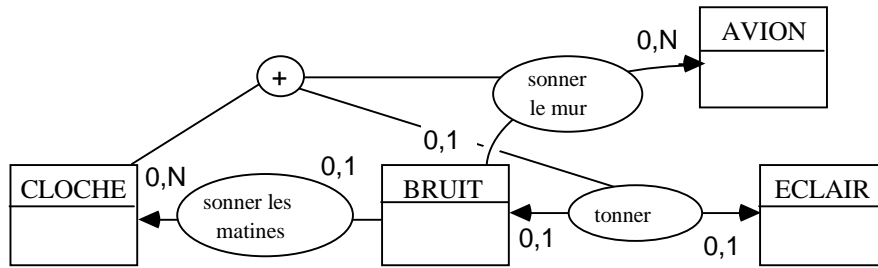 AVION
0,N
+
sonner
le mur
0,1
CLOCHE
0,N
sonner les
matines
0,1
BRUIT
0,1
tonner
0,1
ECLAIR